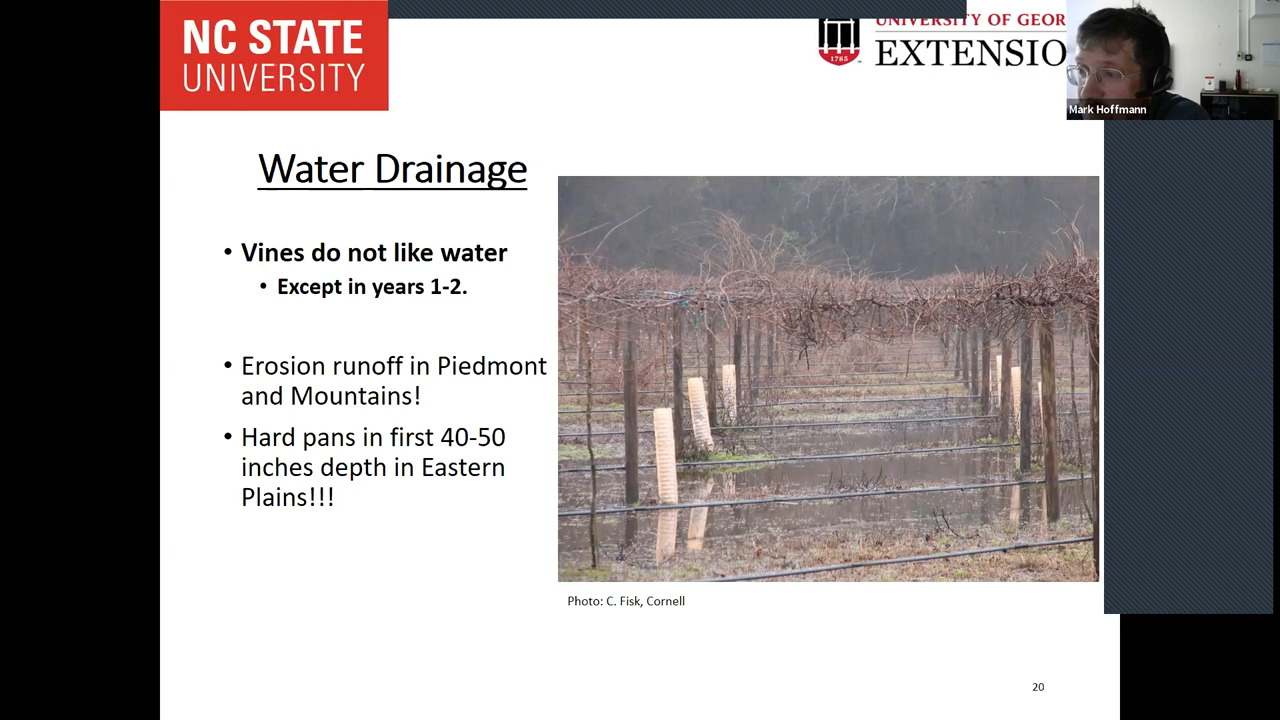 NC STATE
UNIVERSITY
UNIVERSITY OF GEOR
EXTENSIO
1785
Mark Hoffmann
Water Drainage
• Vines do not like water
• Except in years 1-2.
• Erosion runoff in Piedmont
and Mountains!
• Hard pans in first 40-50
inches depth in Eastern
Plains!!!
Photo: C. Fisk, Cornell
20